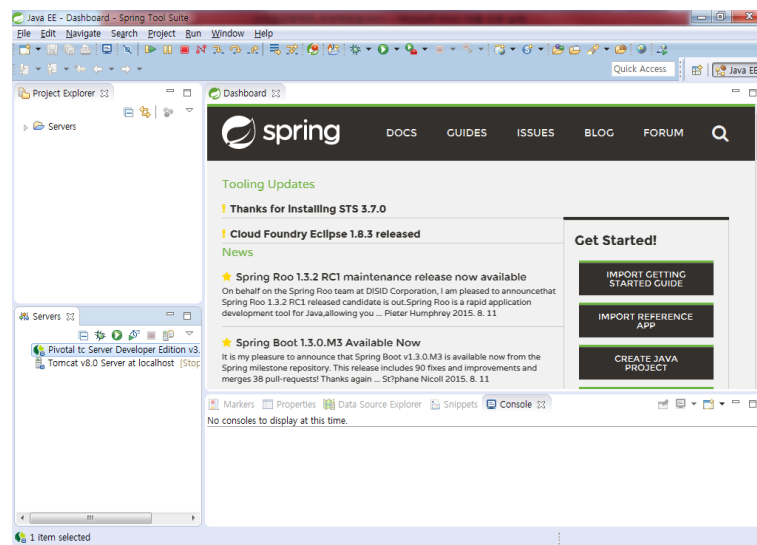 Java EE - Dashboard - Spring Tool Suite
File Edit Navigate Search Project Run Window Help
Quick Access
Java EE
Project Explorer
Servers
Dashboard
spring DOCS GUIDES ISSUES BLOG FORUM
Tooling Updates
! Thanks for Installing STS 3.7.0
! Cloud Foundry Eclipse 1.8.3 released
News
Spring Roo 1.3.2 RC1 maintenance release now available
On behalf on the Spring Roo team at DISID Corporation, I am pleased to announcethat
Spring Roo 1.3.2 RC1 released candidate is out.Spring Roo is a rapid application
development tool for Java,allowing you ... Pieter Humphrey 2015. 8. 11
Spring Boot 1.3.0.M3 Available Now
It is my pleasure to announce that Spring Boot v1.3.0.M3 is available now from the
Spring milestone repository. This release includes 90 fixes and improvements and
merges 38 pull-requests! Thanks again ... St?phane Nicoll 2015. 8. 11
Get Started!
IMPORT GETTING
STARTED GUIDE
IMPORT REFERENCE
APP
CREATE JAVA
PROJECT
Servers
Pivotal tc Server Developer Edition v3.
Tomcat v8.0 Server at localhost [Stop
Markers Properties Data Source Explorer Snippets Console
No consoles to display at this time.
1 item selected